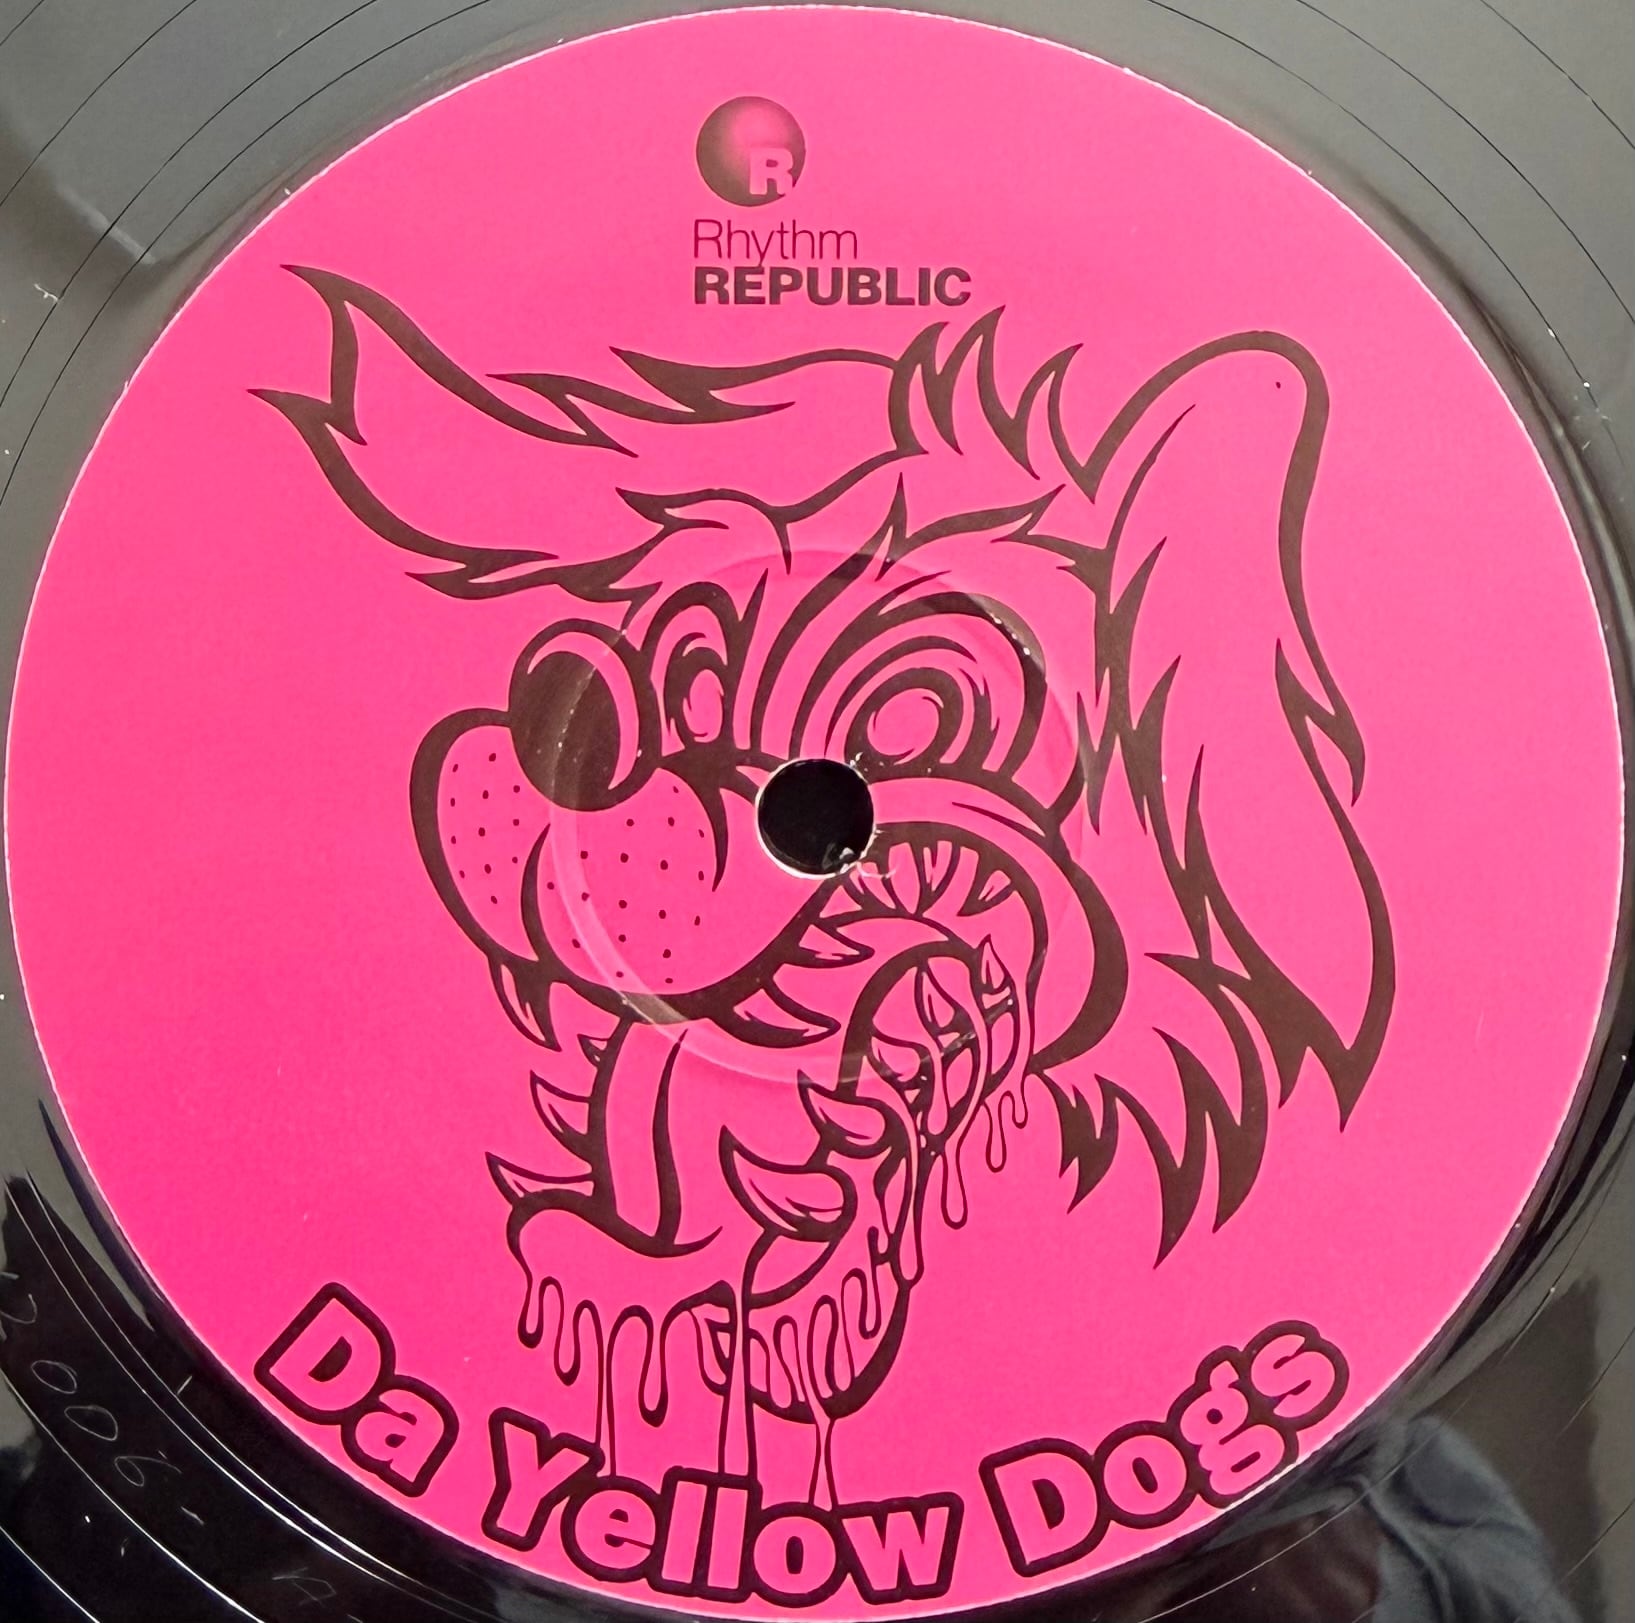 R
Rhythm
REPUBLIC
Da Yellow Dogs